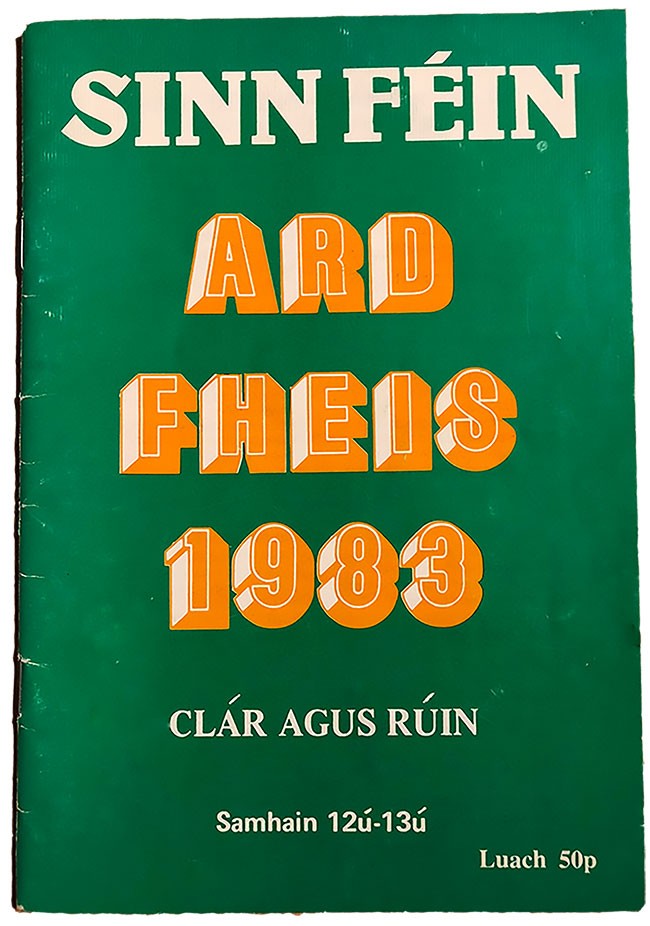 SINN FÉIN
ARD
FHEIS
1983
CLÁR AGUS RÚIN
Samhain 12ú-13ú
Luach 50p